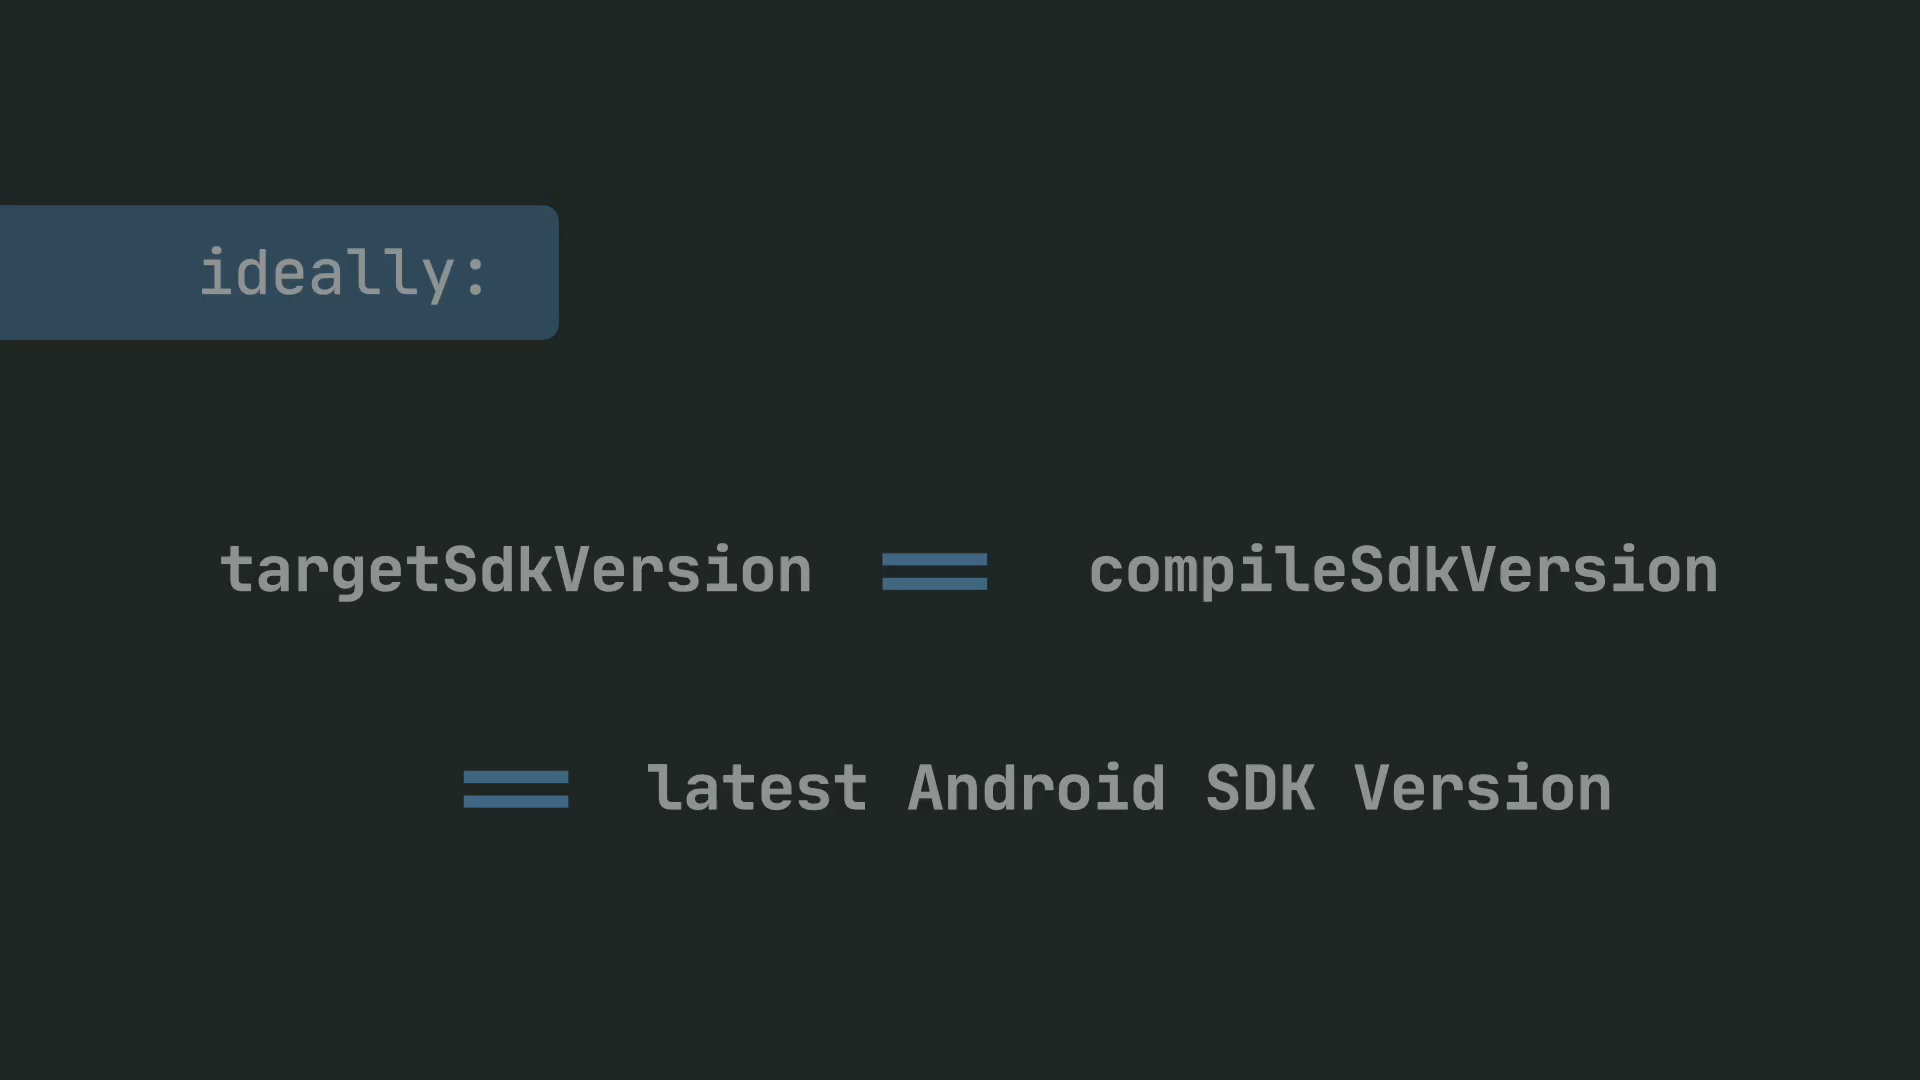 ideally:
targetSdkVersion = compileSdkVersion
= latest Android SDK Version